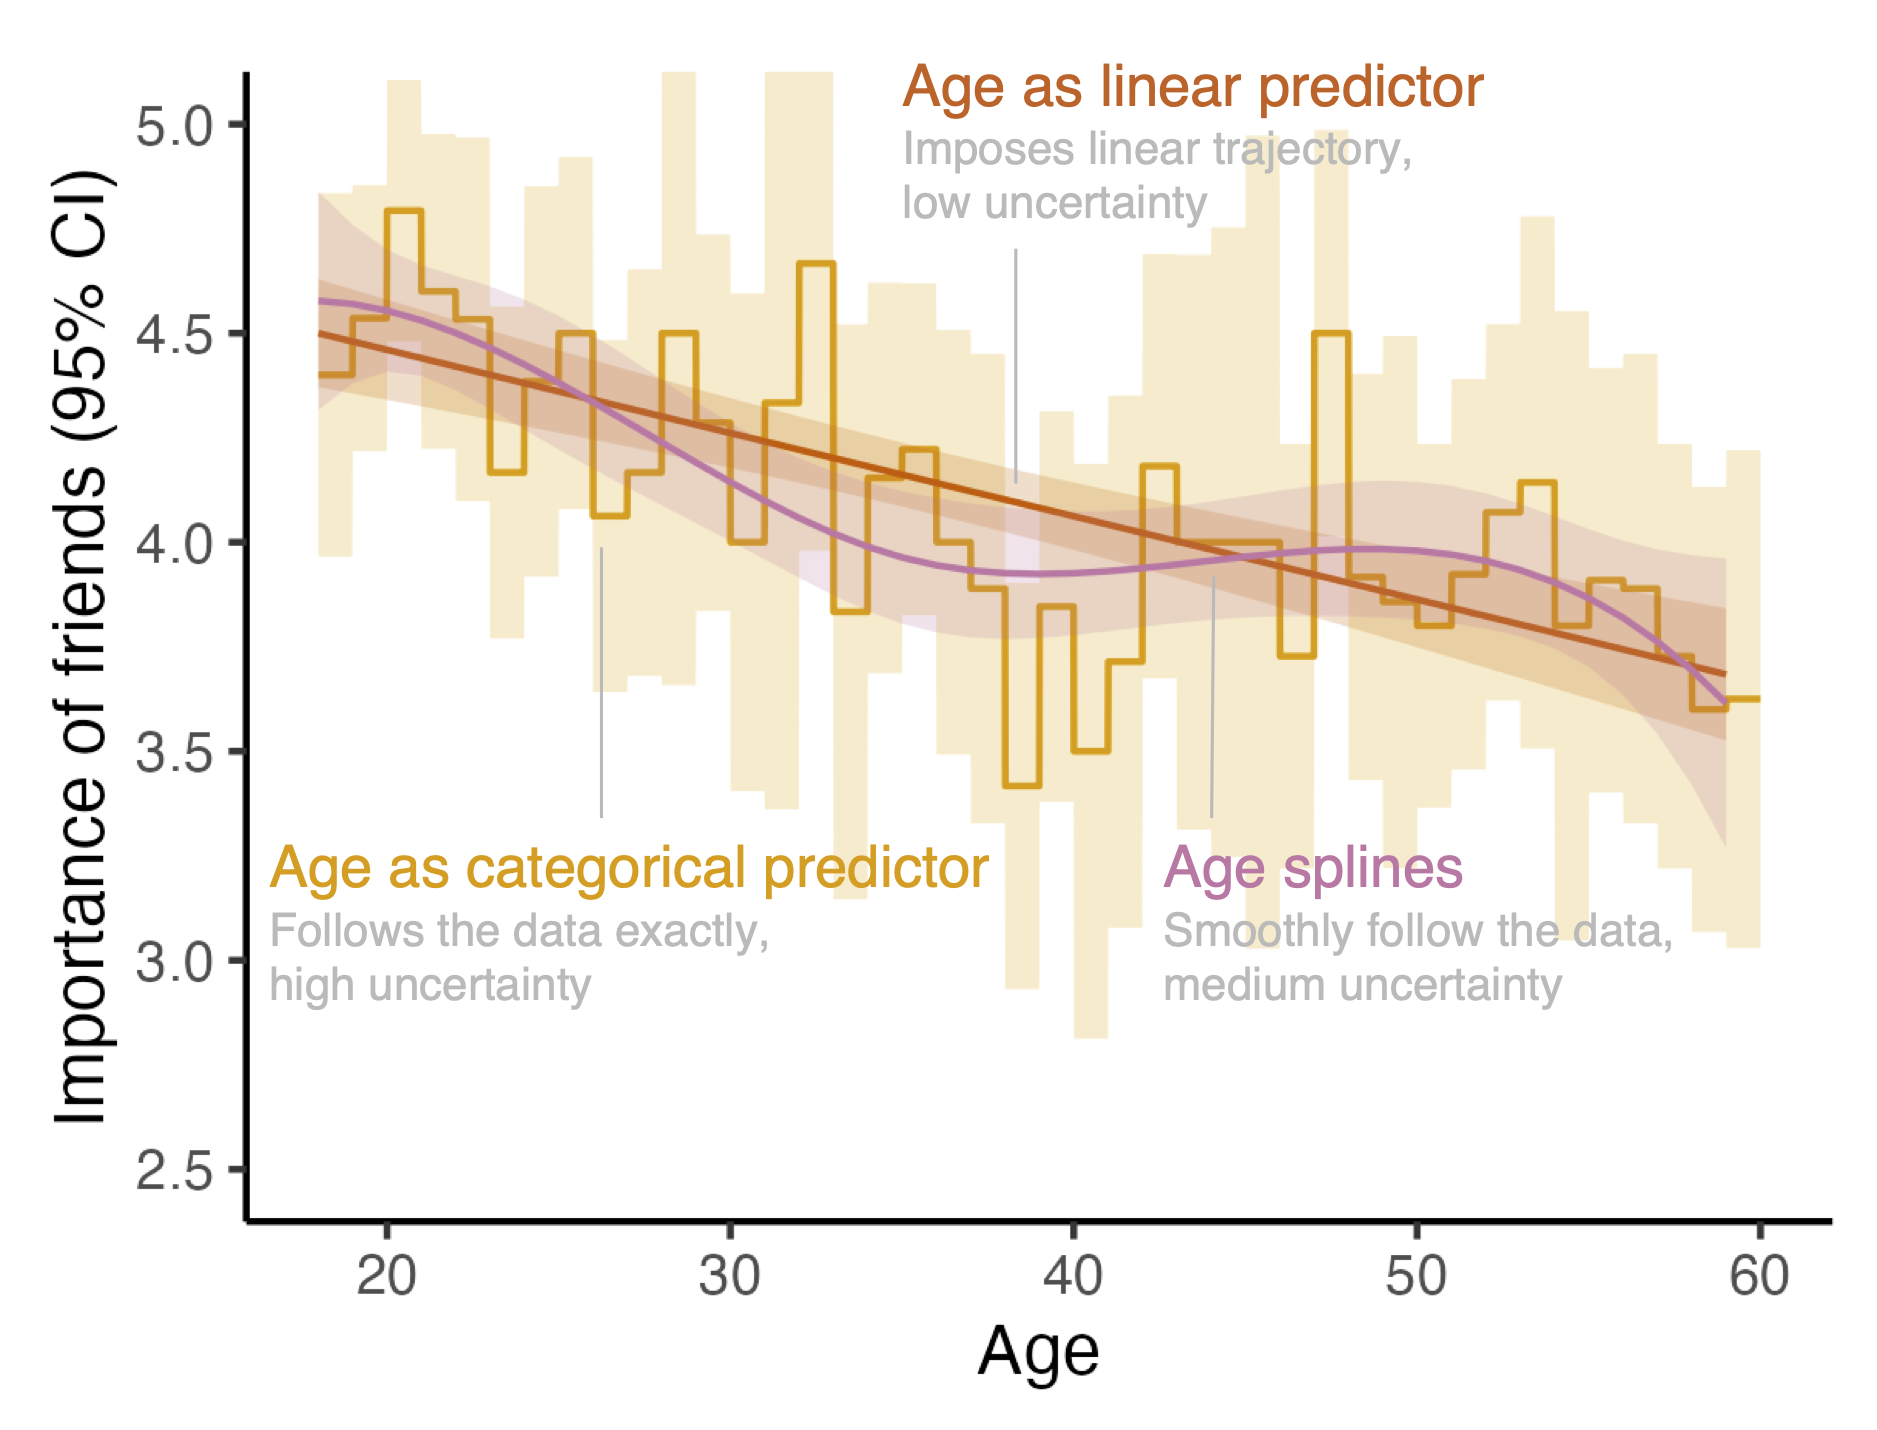 Age as linear predictor
Imposes linear trajectory,
low uncertainty
Age as categorical predictor
Follows the data exactly,
high uncertainty
Age splines
Smoothly follow the data,
medium uncertainty
Importance of friends (95% CI)
5.0
4.5
4.0
3.5
3.0
2.5
20 30 40 50 60
Age